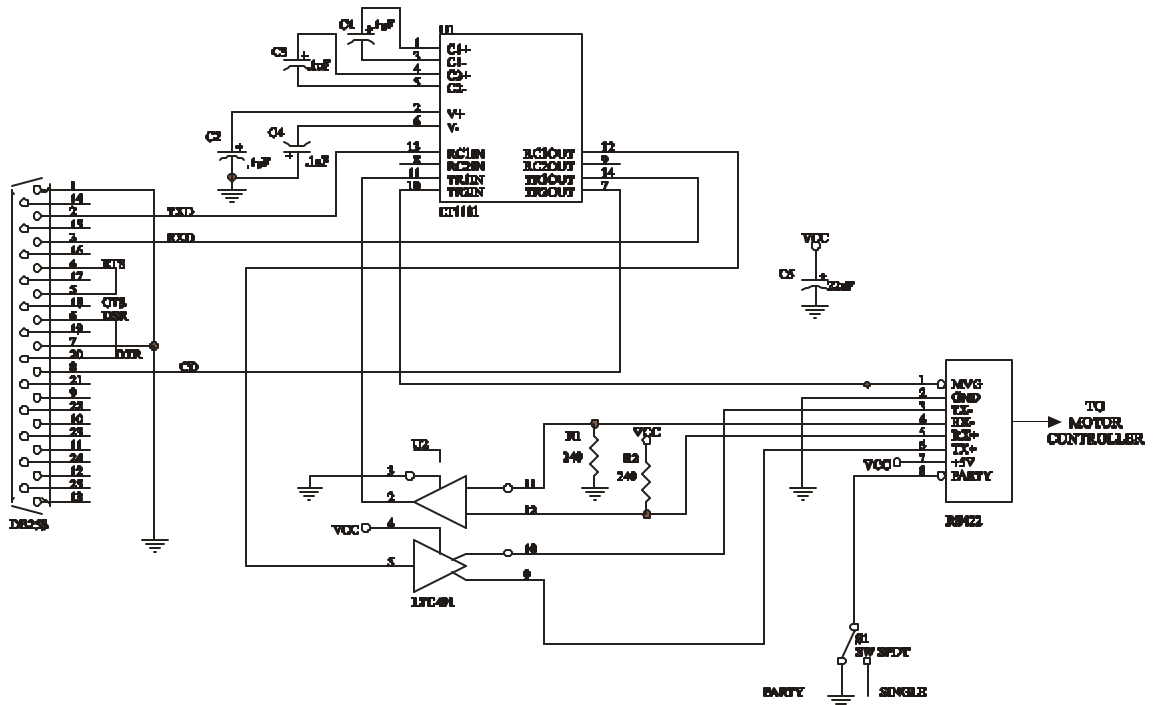 C1 .1uF
U1
C3 .1uF
1 C1+
3 C1-
4 C2+
5 C2-
2 V+
6 V-
C2 .1uF
C4 .1uF
13 RC1IN RC1OUT 12
8 RC2IN RC2OUT 9
11 TR1IN TR1OUT 14
10 TR2IN TR2OUT 7
1
14
2 TXD
15
3 RXD
16
4 RTS
17
5
18 CTS
6 DSR
19
7
20 DTR
8 CD
21
9
22
10
23
11
24
12
25
13
DB25S
VCC
C5 22uF
1 MVG
2 GND
3 TX-
4 RX-
5 RX+
6 TX+
VCC 7 +5V
8 PARTY
RS422
TO
MOTOR
CONTROLLER
U2
R1
240
VCC
R2
240
3
11
2
12
VCC 4
10
5
9
LTC491
S1
SW SPDT
PARTY SINGLE